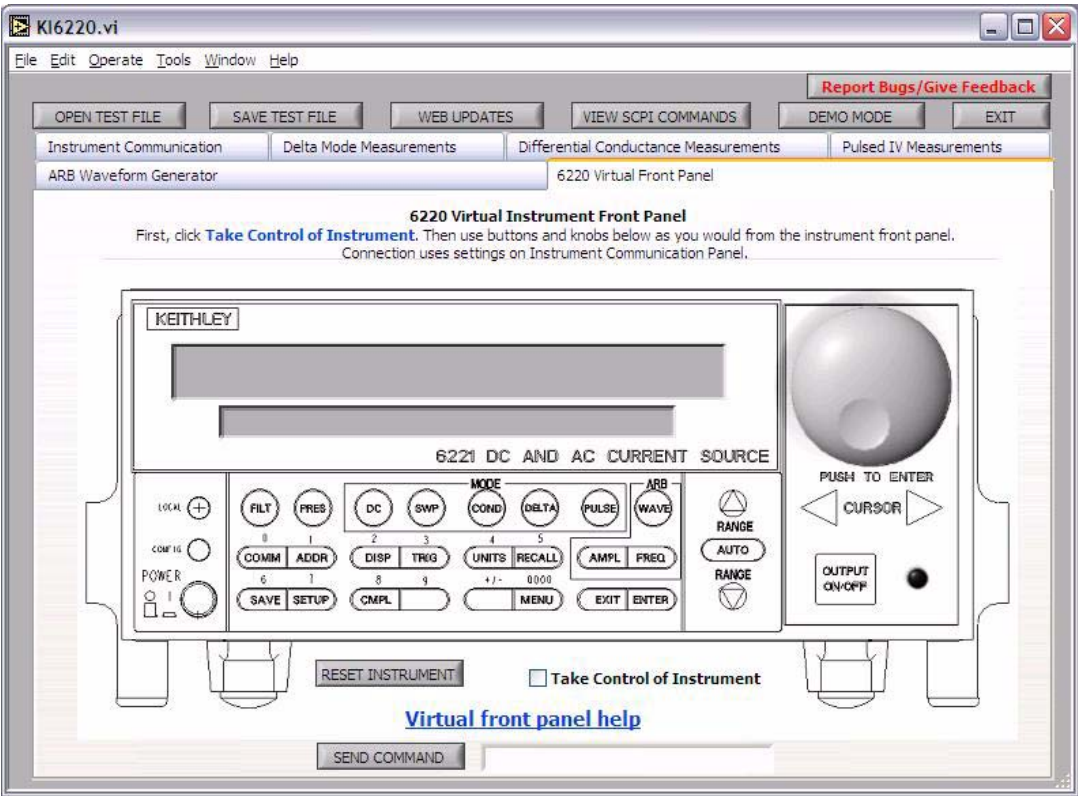 KI6220.vi
File Edit Operate Tools Window Help
Report Bugs/Give Feedback
OPEN TEST FILE SAVE TEST FILE WEB UPDATES VIEW SCPI COMMANDS DEMO MODE EXIT
Instrument Communication Delta Mode Measurements Differential Conductance Measurements Pulsed IV Measurements
ARB Waveform Generator 6220 Virtual Front Panel
6220 Virtual Instrument Front Panel
First, click Take Control of Instrument. Then use buttons and knobs below as you would from the instrument front panel.
Connection uses settings on Instrument Communication Panel.
KEITHLEY
6221 DC AND AC CURRENT SOURCE
PUSH TO ENTER
CURSOR
MODE ARB
LOCAL FILT PRES DC SWP COND DELTA PULSE WAVE
RANGE
0 1 2 3 4 5
CONFIG COMM ADDR DISP TRIG UNITS RECALL AMPL FREQ AUTO
POWER 6 7 8 9 +/- 0000 RANGE
SAVE SETUP CMPL MENU EXIT ENTER
OUTPUT
ON/OFF
RESET INSTRUMENT Take Control of Instrument
Virtual front panel help
SEND COMMAND